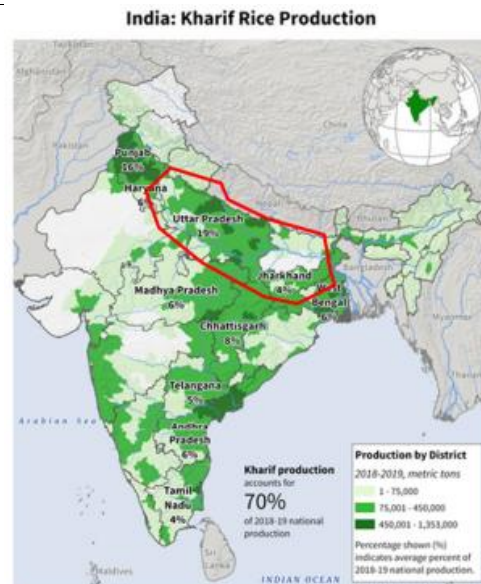 India: Kharif Rice Production
Turkistan
Afghanistan
Pakistan
China
Nepal
Bhutan
Bangladesh
Myanmar
Punjab
16%
Haryana
Uttar Pradesh
19%
Jharkhand
4%
West
Bengal
6%
Madhya Pradesh
6%
Chhattisgarh
8%
Telangana
5%
Andhra
Pradesh
6%
Tamil
Nadu
4%
Arabian Sea
Sri
Lanka
Maldives
INDIAN OCEAN
Kharif production
accounts for
70%
of 2018-19 national
production
Production by District
2018-2019, metric tons
1 - 75,000
75,001 - 450,000
450,001 - 1,353,000
Percentage shown (%)
indicates average percent of
2018-19 national production.